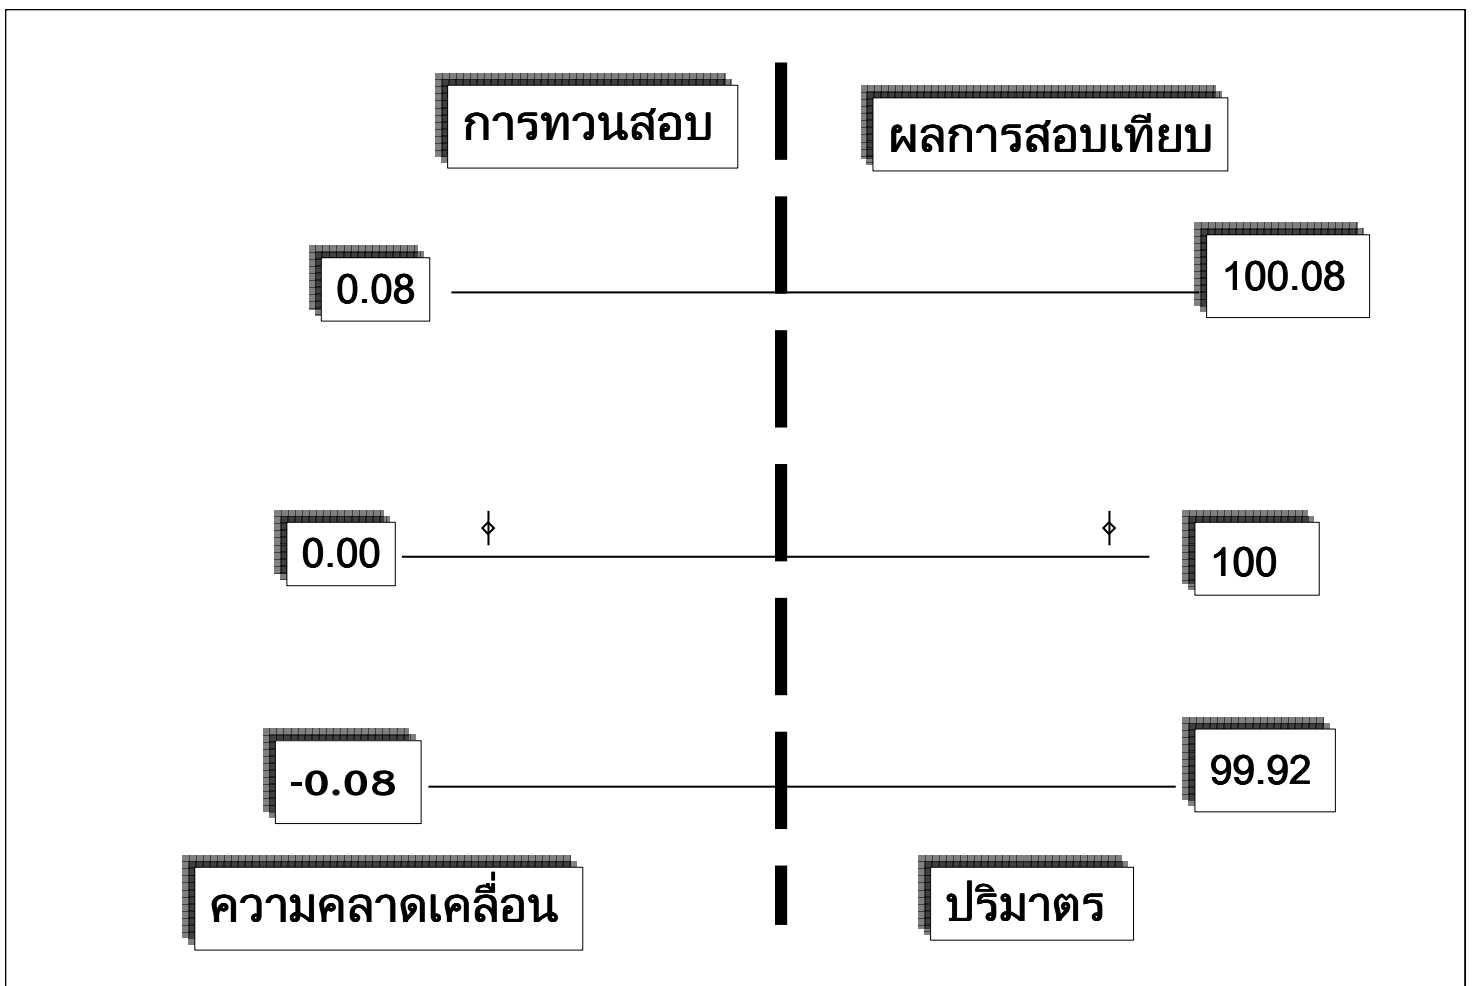 การทวนสอบ
ผลการสอบเทียบ
0.08
100.08
0.00
100
-0.08
99.92
ความคลาดเคลื่อน
ปริมาตร